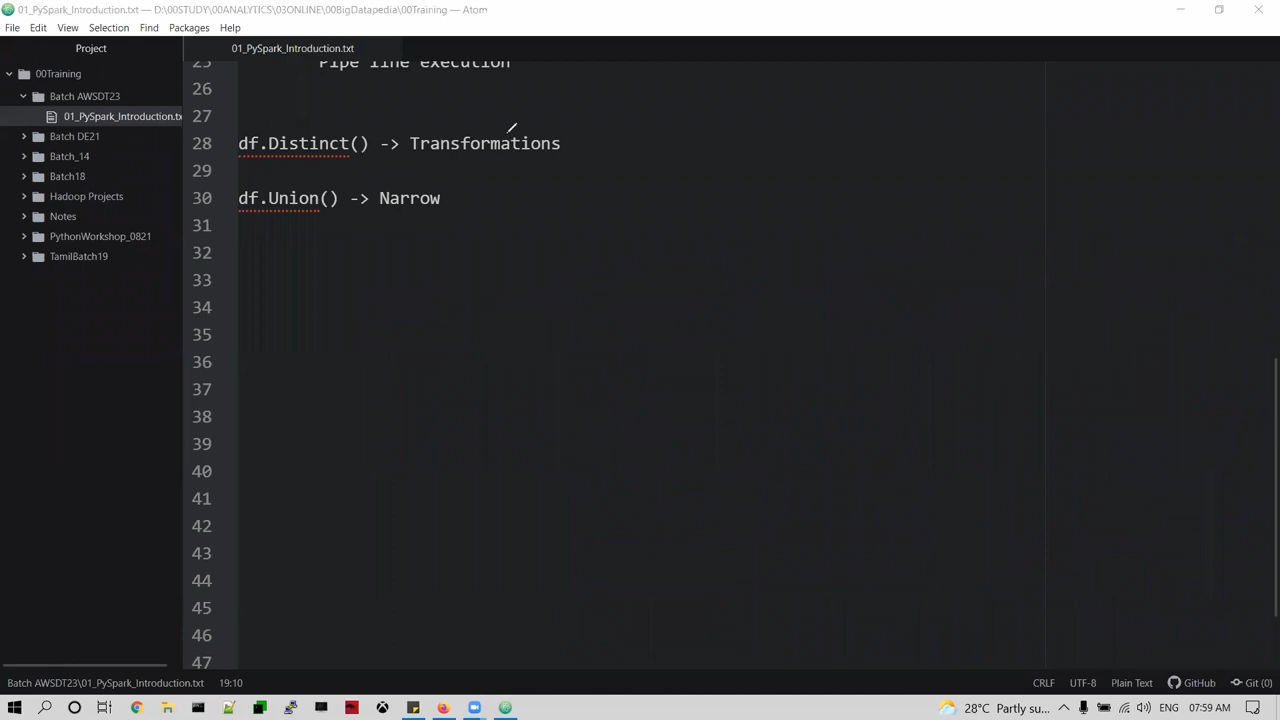 01_PySpark_Introduction.txt — D:\00STUDY\00ANALYTICS\03ONLINE\00BigDatapedia\00Training — Atom
File Edit View Selection Find Packages Help
Project
01_PySpark_Introduction.txt
00Training
Batch AWSDT23
01_PySpark_Introduction.tx
Batch DE21
Batch_14
Batch18
Hadoop Projects
Notes
PythonWorkshop_0821
TamilBatch19
25 Pipe line execution
26
27
28 df.Distinct() -> Transformations
29
30 df.Union() -> Narrow
31
32
33
34
35
36
37
38
39
40
41
42
43
44
45
46
47
Batch AWSDT23\01_PySpark_Introduction.txt 19:10 CRLF UTF-8 Plain Text GitHub Git (0)
28°C Partly su... ENG 07:59 AM